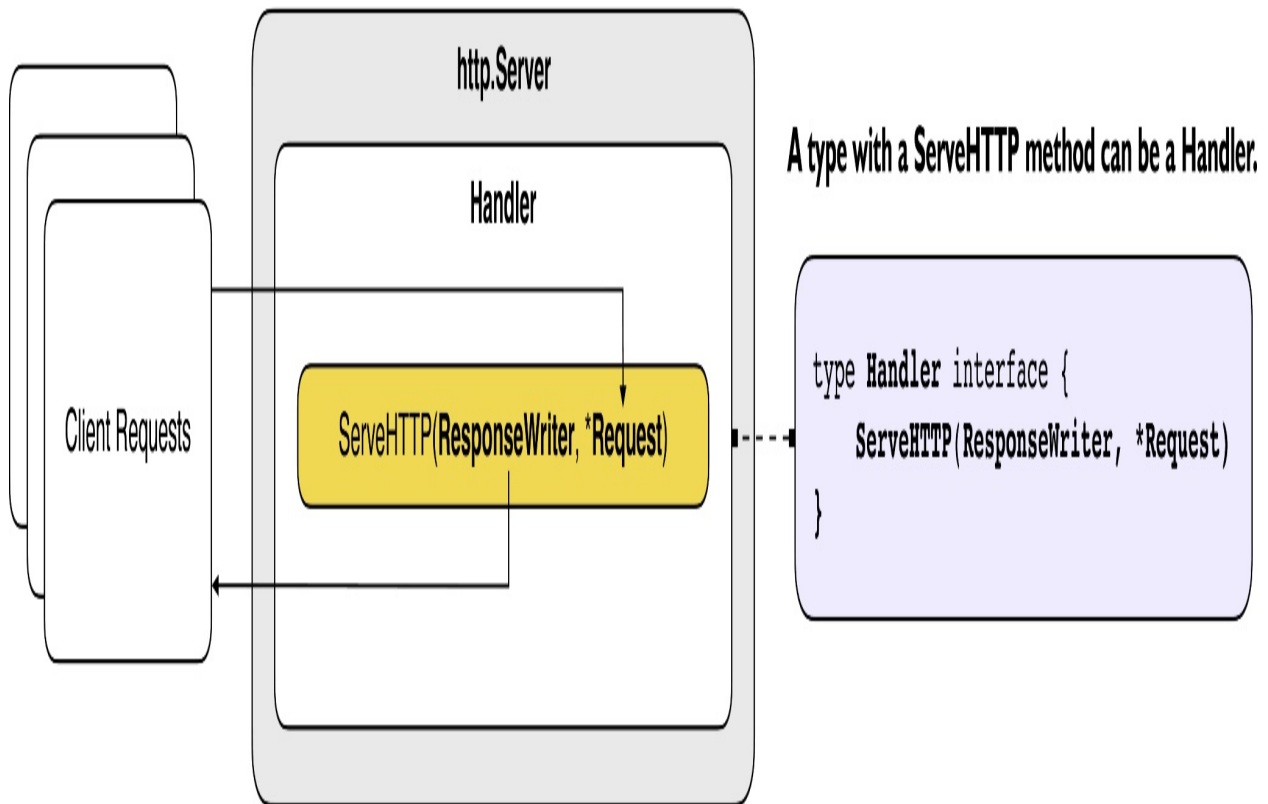 http.Server
Handler
Client Requests
ServeHTTP(ResponseWriter, *Request)
A type with a ServeHTTP method can be a Handler.
type Handler interface {
    ServeHTTP(ResponseWriter, *Request)
}